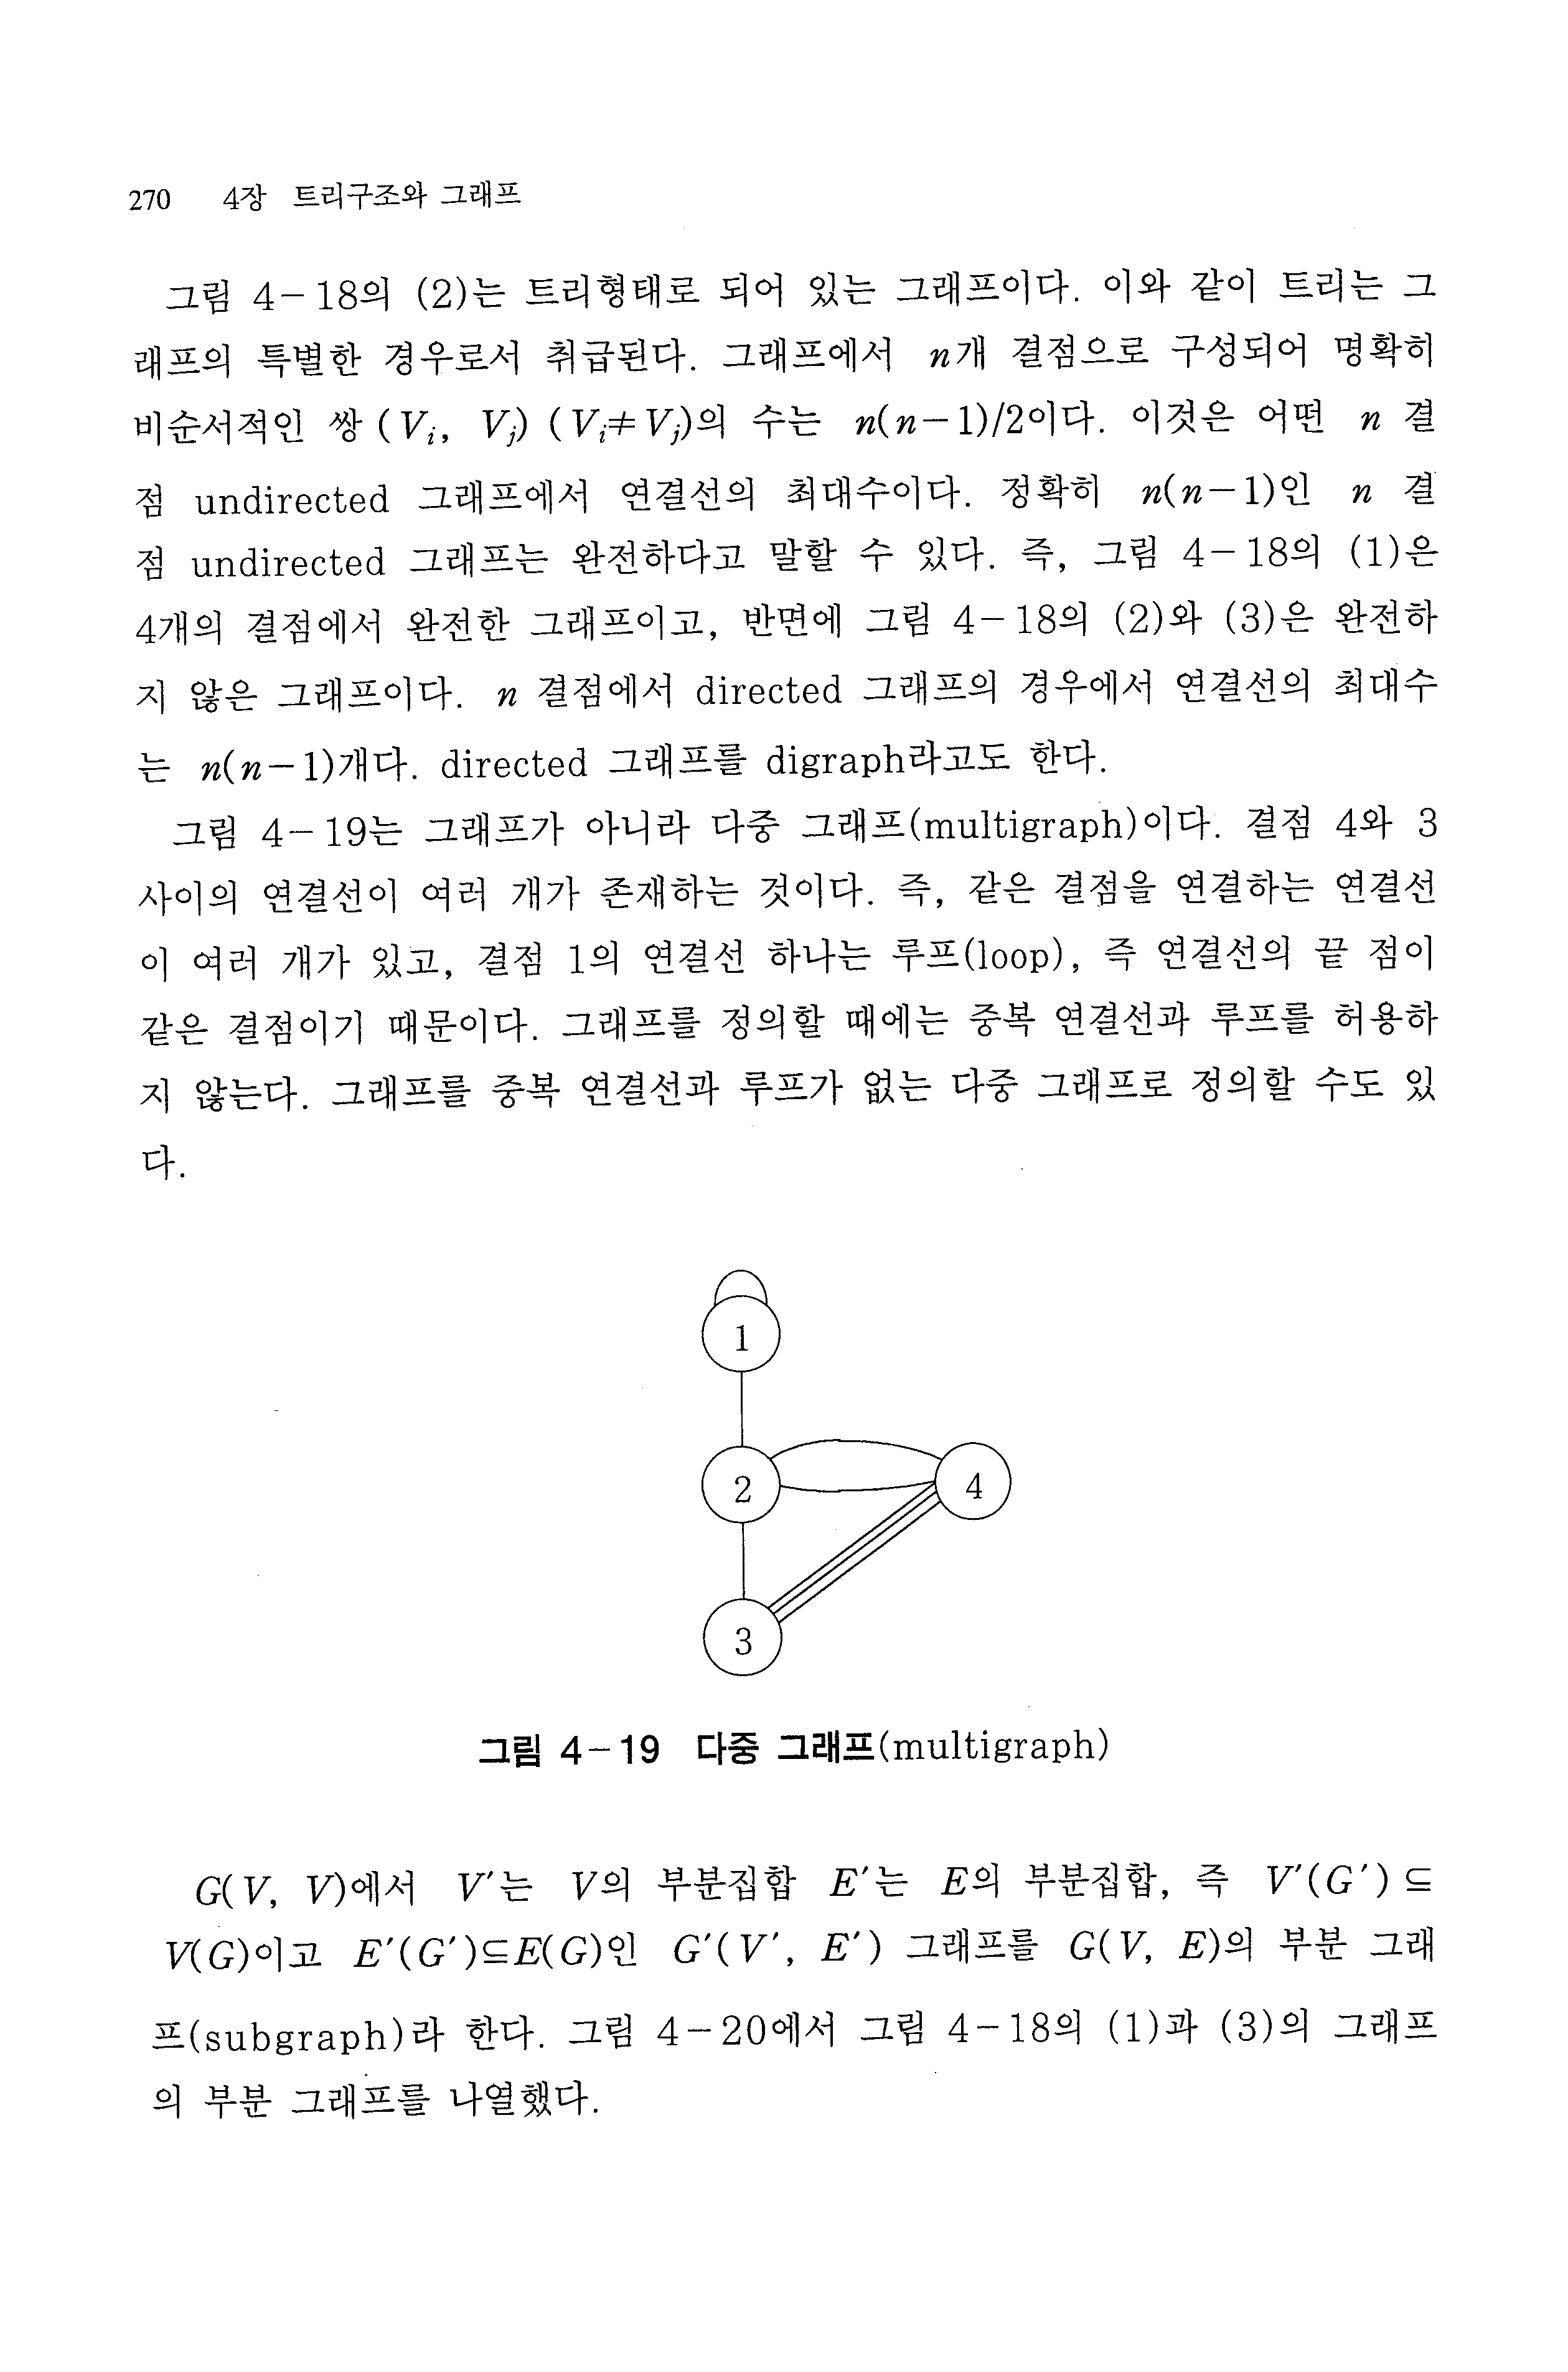 270 4장 트리구조와 그래프
그림 4－18의 (2)는 트리형태로 되어 있는 그래프이다. 이와 같이 트리는 그
래프의 특별한 경우로서 취급된다. 그래프에서 n개 결점으로 구성되어 명확히
비순서적인 쌍 (Vᵢ, Vⱼ) (Vᵢ≠Vⱼ)의 수는 n(n－1)/2이다. 이것은 어떤 n 결
점 undirected 그래프에서 연결선의 최대수이다. 정확히 n(n－1)인 n 결
점 undirected 그래프는 완전하다고 말할 수 있다. 즉, 그림 4－18의 (1)은
4개의 결점에서 완전한 그래프이고, 반면에 그림 4－18의 (2)와 (3)은 완전하
지 않은 그래프이다. n 결점에서 directed 그래프의 경우에서 연결선의 최대수
는 n(n－1)개다. directed 그래프를 digraph라고도 한다.
그림 4－19는 그래프가 아니라 다중 그래프(multigraph)이다. 결점 4와 3
사이의 연결선이 여러 개가 존재하는 것이다. 즉, 같은 결점을 연결하는 연결선
이 여러 개가 있고, 결점 1의 연결선 하나는 루프(loop), 즉 연결선의 끝 점이
같은 결점이기 때문이다. 그래프를 정의할 때에는 중복 연결선과 루프를 허용하
지 않는다. 그래프를 중복 연결선과 루프가 없는 다중 그래프로 정의할 수도 있
다.
1
2
4
3
그림 4－19 다중 그래프(multigraph)
G(V, V)에서 V′는 V의 부분집합 E′는 E의 부분집합, 즉 V′(G′)⊆
V(G)이고 E′(G′)⊆E(G)인 G′(V′, E′) 그래프를 G(V, E)의 부분 그래
프(subgraph)라 한다. 그림 4－20에서 그림 4－18의 (1)과 (3)의 그래프
의 부분 그래프를 나열했다.